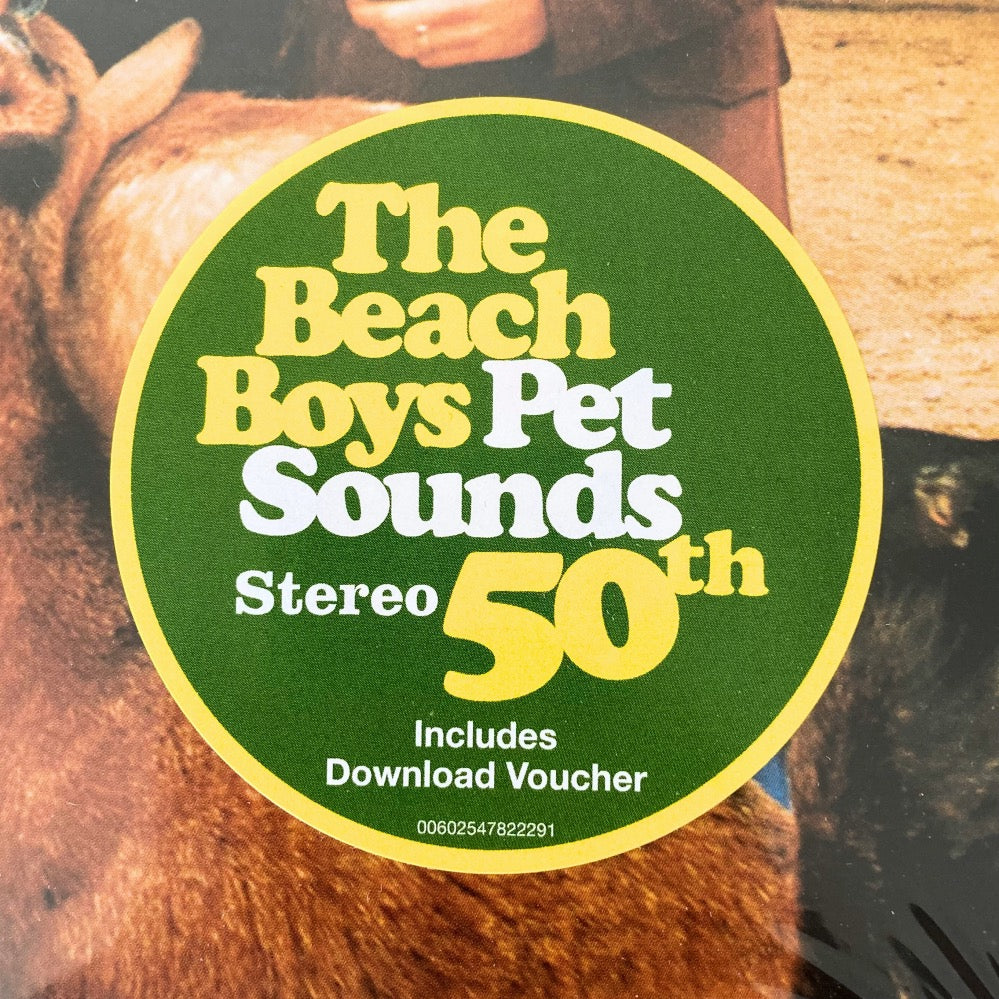 The
Beach
Boys Pet
Sounds
Stereo 50th
Includes
Download Voucher
00602547822291